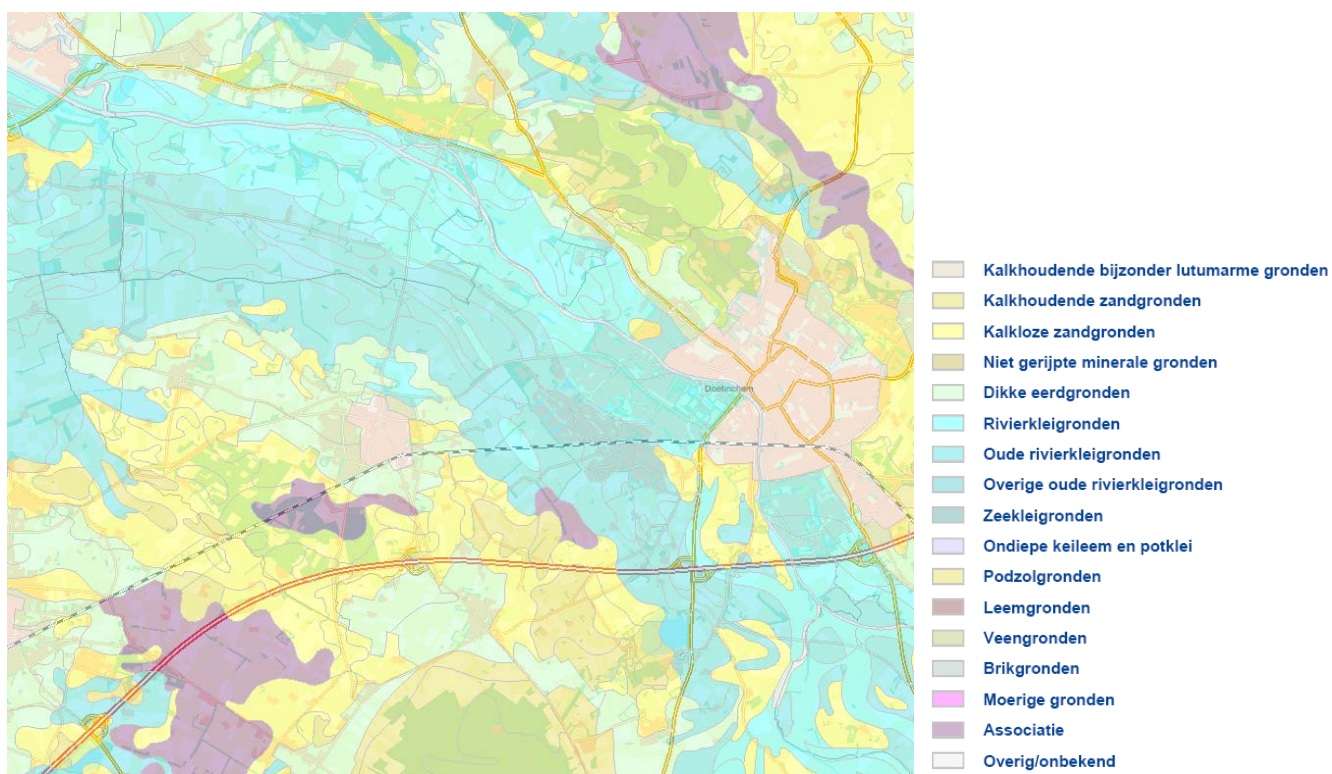 Doetinchem
Kalkhoudende bijzonder lutumarme gronden
Kalkhoudende zandgronden
Kalkloze zandgronden
Niet gerijpte minerale gronden
Dikke eerdgronden
Rivierkleigronden
Oude rivierkleigronden
Overige oude rivierkleigronden
Zeekleigronden
Ondiepe keileem en potklei
Podzolgronden
Leemgronden
Veengronden
Brikgronden
Moerige gronden
Associatie
Overig/onbekend